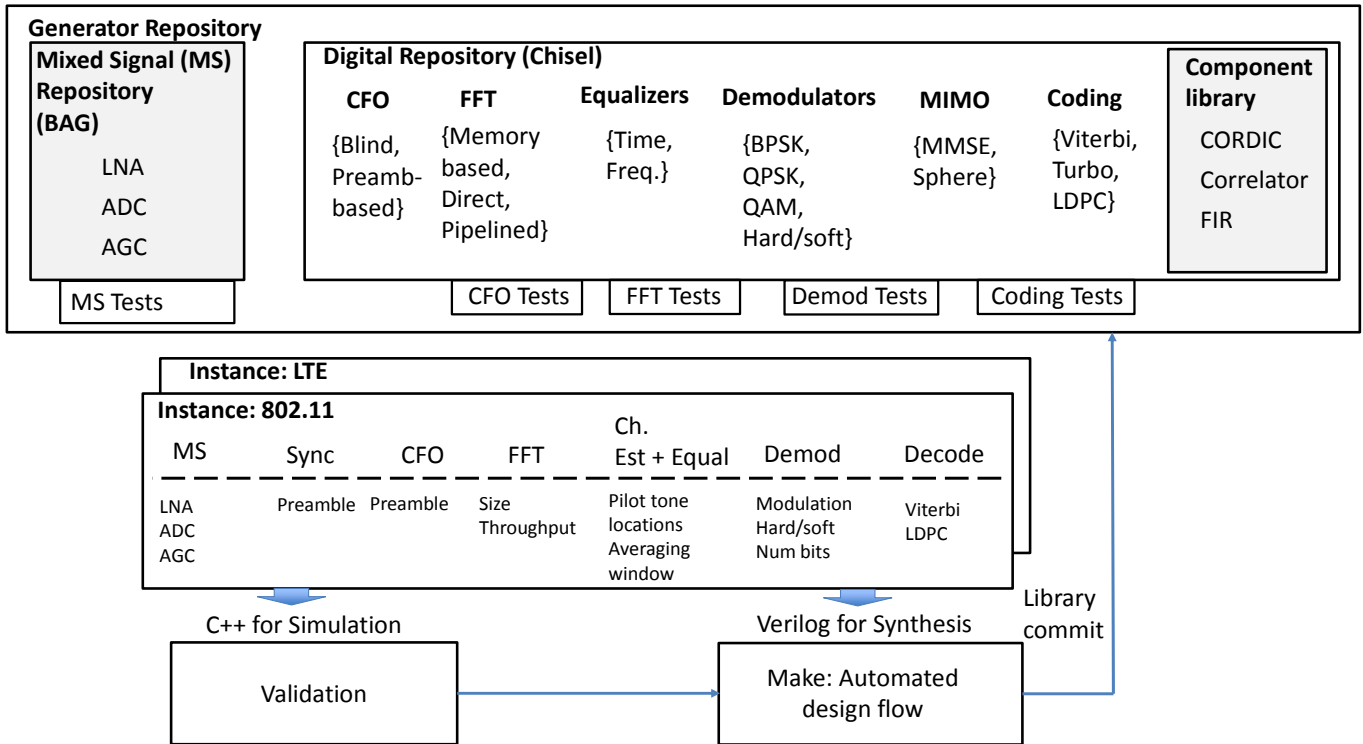 Generator Repository
Mixed Signal (MS)
Repository
(BAG)
LNA
ADC
AGC
MS Tests
Digital Repository (Chisel)
CFO
{Blind,
Preamb-
based}
FFT
{Memory
based,
Direct,
Pipelined}
Equalizers
{Time,
Freq.}
Demodulators
{BPSK,
QPSK,
QAM,
Hard/soft}
MIMO
{MMSE,
Sphere}
Coding
{Viterbi,
Turbo,
LDPC}
Component
library
CORDIC
Correlator
FIR
CFO Tests
FFT Tests
Demod Tests
Coding Tests
Instance: LTE
Instance: 802.11
MS
LNA
ADC
AGC
Sync
Preamble
CFO
Preamble
FFT
Size
Throughput
Ch.
Est + Equal
Pilot tone
locations
Averaging
window
Demod
Modulation
Hard/soft
Num bits
Decode
Viterbi
LDPC
C++ for Simulation
Validation
Verilog for Synthesis
Make: Automated
design flow
Library
commit